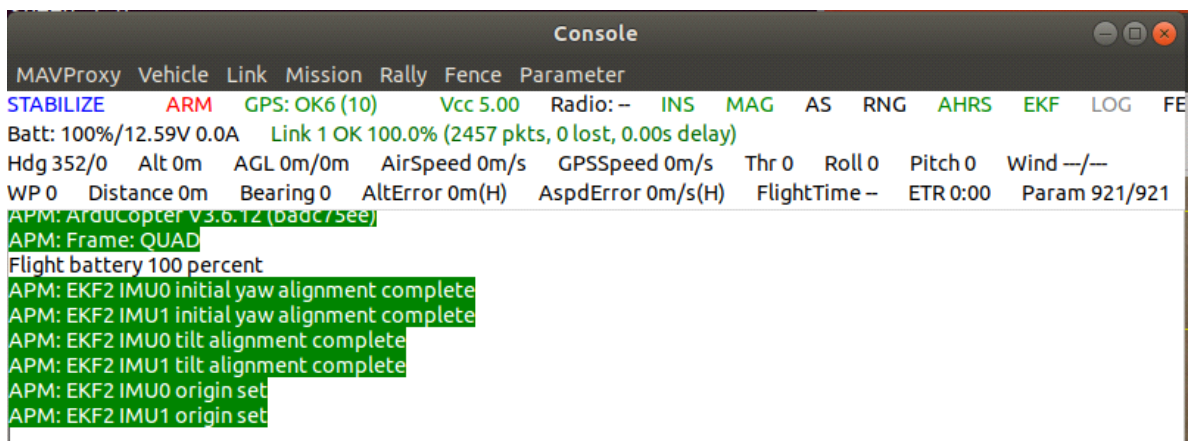 Console
MAVProxy Vehicle Link Mission Rally Fence Parameter
STABILIZE ARM GPS: OK6 (10) Vcc 5.00 Radio: -- INS MAG AS RNG AHRS EKF LOG FE
Batt: 100%/12.59V 0.0A Link 1 OK 100.0% (2457 pkts, 0 lost, 0.00s delay)
Hdg 352/0 Alt 0m AGL 0m/0m AirSpeed 0m/s GPSSpeed 0m/s Thr 0 Roll 0 Pitch 0 Wind ---/---
WP 0 Distance 0m Bearing 0 AltError 0m(H) AspdError 0m/s(H) FlightTime -- ETR 0:00 Param 921/921
APM: ArduCopter V3.6.12 (badc75ee)
APM: Frame: QUAD
Flight battery 100 percent
APM: EKF2 IMU0 initial yaw alignment complete
APM: EKF2 IMU1 initial yaw alignment complete
APM: EKF2 IMU0 tilt alignment complete
APM: EKF2 IMU1 tilt alignment complete
APM: EKF2 IMU0 origin set
APM: EKF2 IMU1 origin set